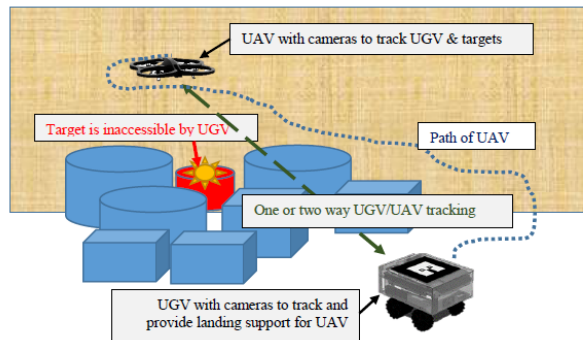 UAV with cameras to track UGV & targets
Target is inaccessible by UGV
Path of UAV
One or two way UGV/UAV tracking
UGV with cameras to track and
provide landing support for UAV